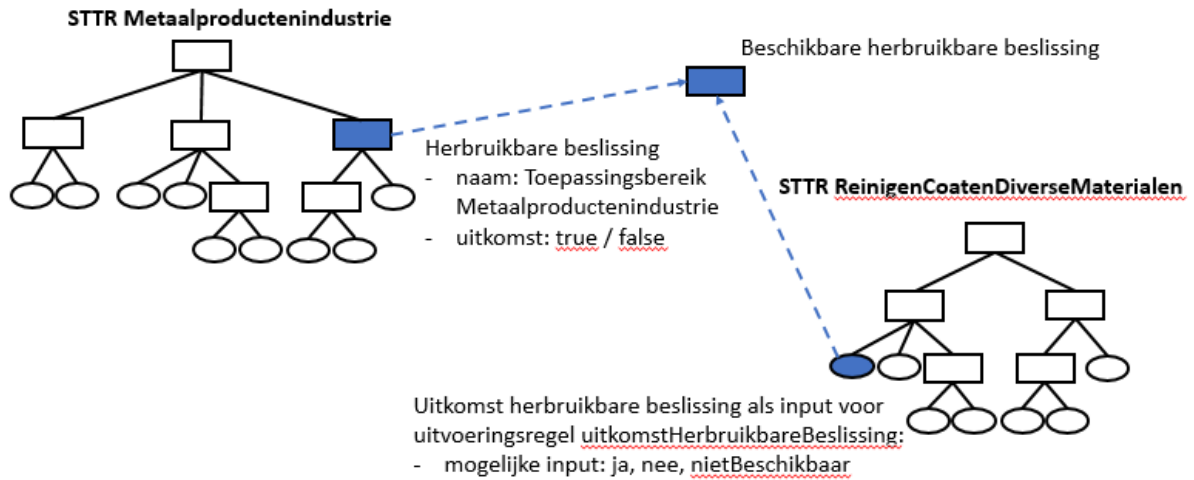 STTR Metaalproductenindustrie
Beschikbare herbruikbare beslissing
Herbruikbare beslissing
- naam: Toepassingsbereik
Metaalproductenindustrie
- uitkomst: true / false
STTR ReinigenCoatenDiverseMaterialen
Uitkomst herbruikbare beslissing als input voor
uitvoeringsregel uitkomstHerbruikbareBeslissing:
- mogelijke input: ja, nee, nietBeschikbaar